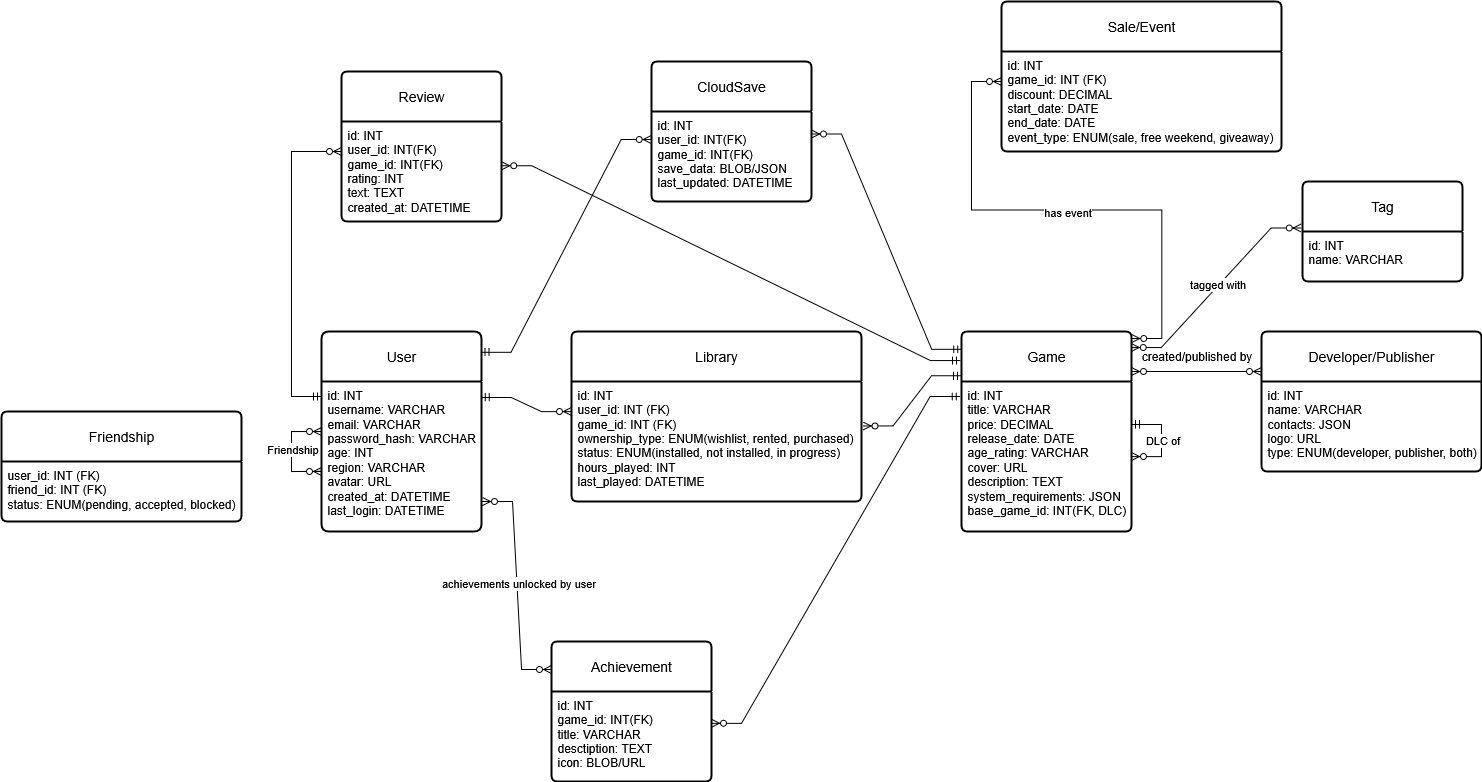 Sale/Event
id: INT
game_id: INT (FK)
discount: DECIMAL
start_date: DATE
end_date: DATE
event_type: ENUM(sale, free weekend, giveaway)
Review
id: INT
user_id: INT(FK)
game_id: INT(FK)
rating: INT
text: TEXT
created_at: DATETIME
CloudSave
id: INT
user_id: INT(FK)
game_id: INT(FK)
save_data: BLOB/JSON
last_updated: DATETIME
has event
Tag
id: INT
name: VARCHAR
tagged with
User
id: INT
username: VARCHAR
email: VARCHAR
password_hash: VARCHAR
age: INT
region: VARCHAR
avatar: URL
created_at: DATETIME
last_login: DATETIME
Library
id: INT
user_id: INT (FK)
game_id: INT (FK)
ownership_type: ENUM(wishlist, rented, purchased)
status: ENUM(installed, not installed, in progress)
hours_played: INT
last_played: DATETIME
Game
id: INT
title: VARCHAR
price: DECIMAL
release_date: DATE
age_rating: VARCHAR
cover: URL
description: TEXT
system_requirements: JSON
base_game_id: INT(FK, DLC)
created/published by
DLC of
Developer/Publisher
id: INT
name: VARCHAR
contacts: JSON
logo: URL
type: ENUM(developer, publisher, both)
Friendship
user_id: INT (FK)
friend_id: INT (FK)
status: ENUM(pending, accepted, blocked)
Friendship
achievements unlocked by user
Achievement
id: INT
game_id: INT(FK)
title: VARCHAR
desctiption: TEXT
icon: BLOB/URL